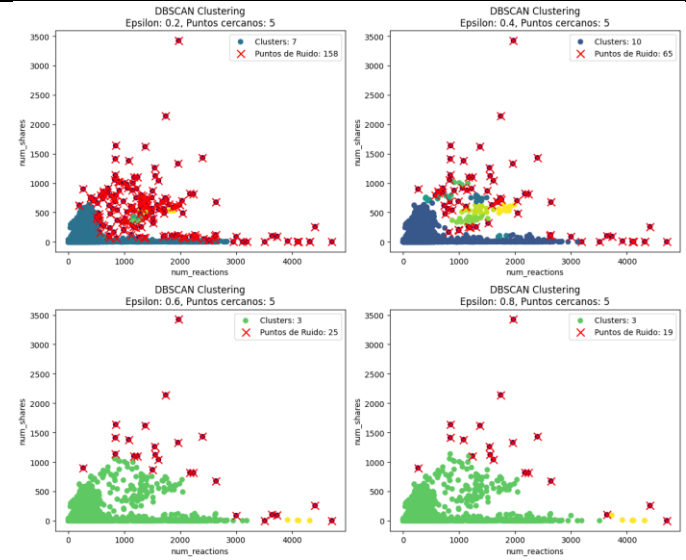 DBSCAN Clustering
Epsilon: 0.2, Puntos cercanos: 5
3500
3000
2500
2000
1500
1000
500
0
num_shares
0
1000
2000
3000
4000
num_reactions
Clusters: 7
Puntos de Ruido: 158
DBSCAN Clustering
Epsilon: 0.4, Puntos cercanos: 5
3500
3000
2500
2000
1500
1000
500
0
num_shares
0
1000
2000
3000
4000
num_reactions
Clusters: 10
Puntos de Ruido: 65
DBSCAN Clustering
Epsilon: 0.6, Puntos cercanos: 5
3500
3000
2500
2000
1500
1000
500
0
num_shares
0
1000
2000
3000
4000
num_reactions
Clusters: 3
Puntos de Ruido: 25
DBSCAN Clustering
Epsilon: 0.8, Puntos cercanos: 5
3500
3000
2500
2000
1500
1000
500
0
num_shares
0
1000
2000
3000
4000
num_reactions
Clusters: 3
Puntos de Ruido: 19